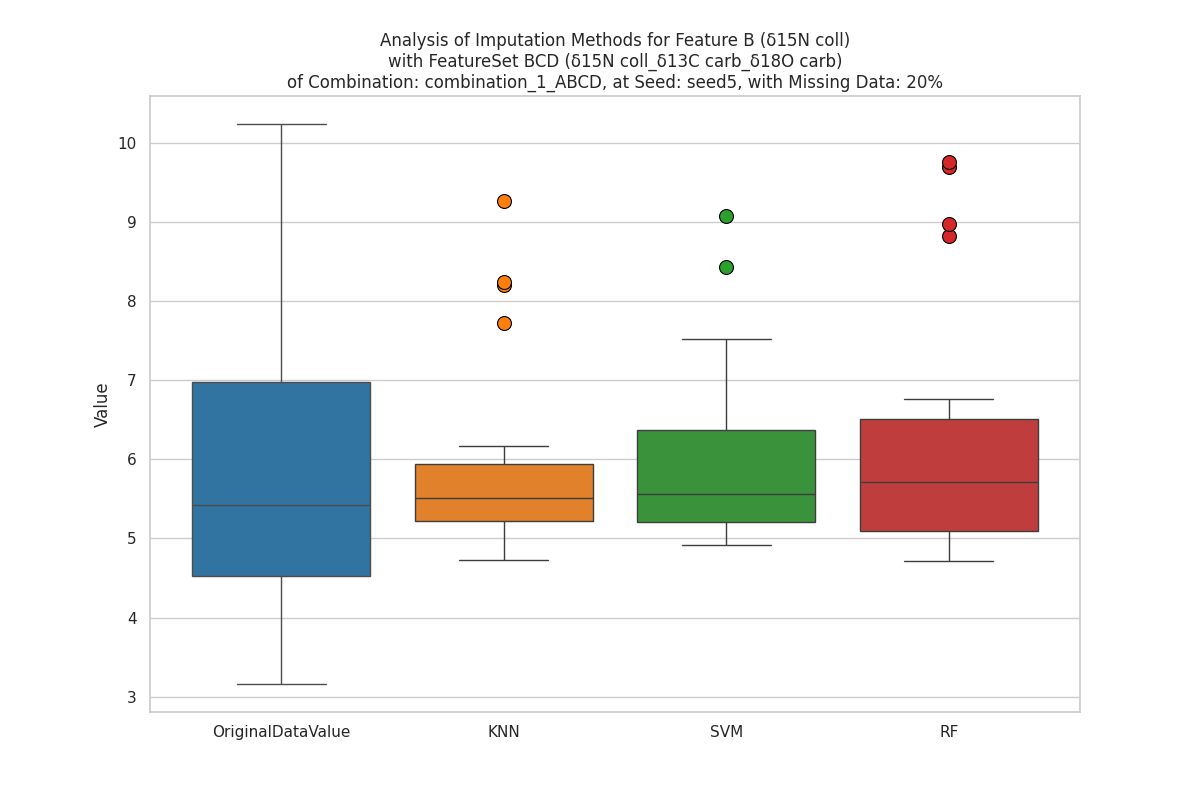 Analysis of Imputation Methods for Feature B (δ15N coll)
with FeatureSet BCD (δ15N coll_δ13C carb_δ18O carb)
of Combination: combination_1_ABCD, at Seed: seed5, with Missing Data: 20%
10
9
8
7
6
5
4
3
Value
OriginalDataValue
KNN
SVM
RF